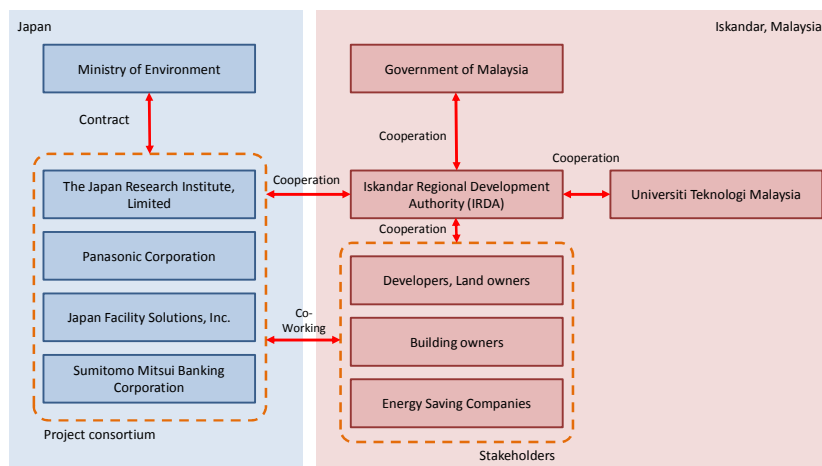 Japan
Iskandar, Malaysia
Ministry of Environment
Government of Malaysia
Contract
Cooperation
Cooperation
Cooperation
The Japan Research Institute,
Limited
Iskandar Regional Development
Authority (IRDA)
Universiti Teknologi Malaysia
Cooperation
Panasonic Corporation
Developers, Land owners
Japan Facility Solutions, Inc.
Co-
Working
Building owners
Sumitomo Mitsui Banking
Corporation
Energy Saving Companies
Project consortium
Stakeholders